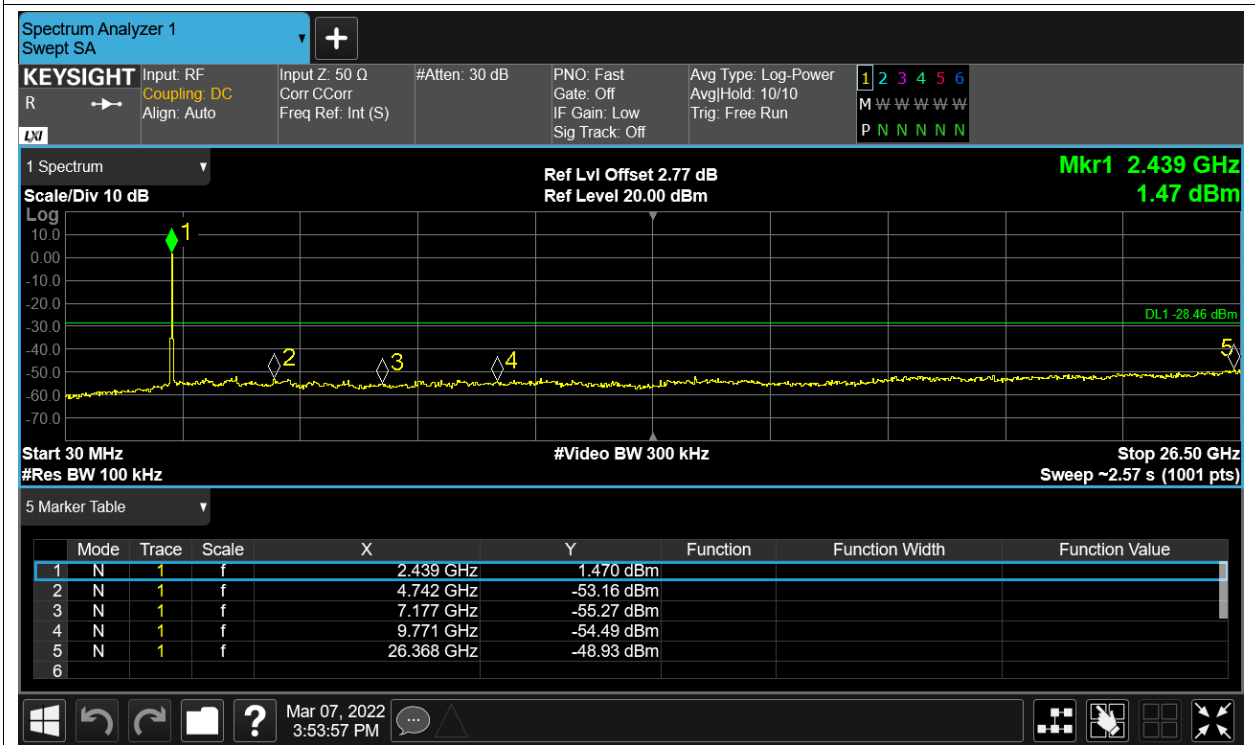 Spectrum Analyzer 1
Swept SA
+
KEYSIGHT Input: RF Input Z: 50 Ω #Atten: 30 dB PNO: Fast Avg Type: Log-Power 1 2 3 4 5 6
R Coupling: DC Corr CCorr Gate: Off Avg|Hold: 10/10 M W W W W W
Align: Auto Freq Ref: Int (S) IF Gain: Low Trig: Free Run
LXI Sig Track: Off P N N N N N
1 Spectrum Ref Lvl Offset 2.77 dB Mkr1 2.439 GHz
Scale/Div 10 dB Ref Level 20.00 dBm 1.47 dBm
Log
10.0 1
0.00
-10.0
-20.0
DL1 -28.46 dBm
-30.0
-40.0 2 3 4 5
-50.0
-60.0
-70.0
Start 30 MHz #Video BW 300 kHz Stop 26.50 GHz
#Res BW 100 kHz Sweep ~2.57 s (1001 pts)
5 Marker Table
Mode Trace Scale X Y Function Function Width Function Value
1 N 1 f 2.439 GHz 1.470 dBm
2 N 1 f 4.742 GHz -53.16 dBm
3 N 1 f 7.177 GHz -55.27 dBm
4 N 1 f 9.771 GHz -54.49 dBm
5 N 1 f 26.368 GHz -48.93 dBm
6
? Mar 07, 2022
3:53:57 PM